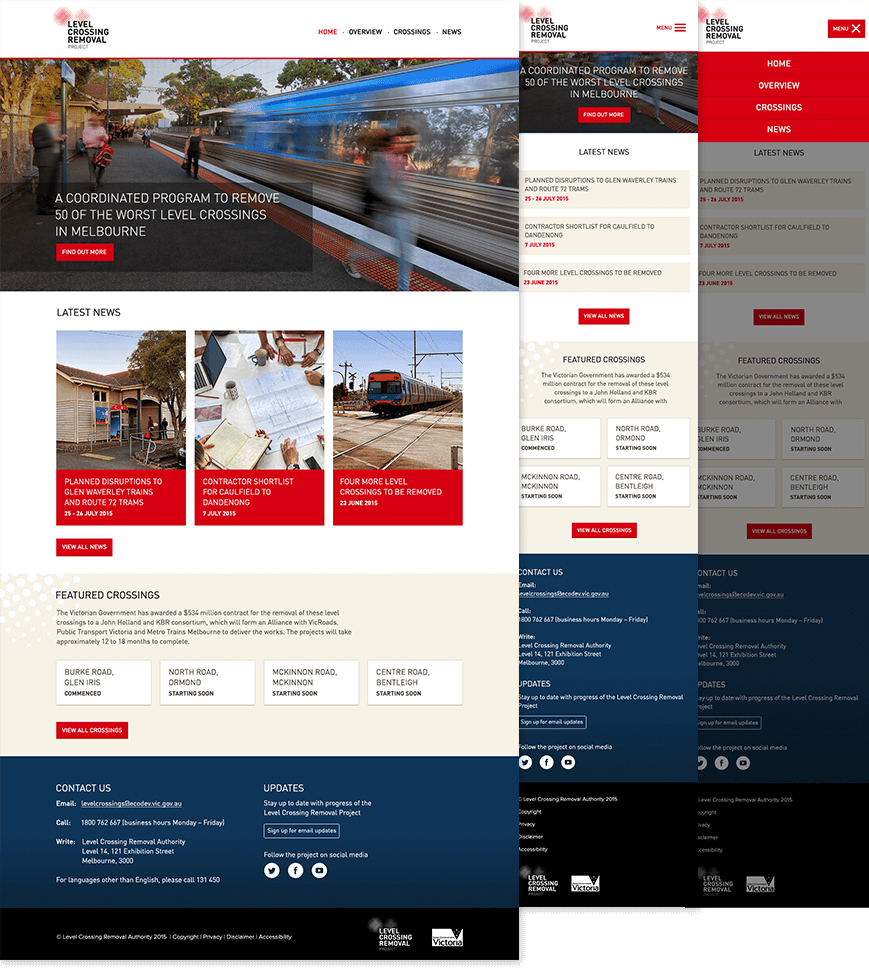 LEVEL
CROSSING
REMOVAL
PROJECT
HOME · OVERVIEW · CROSSINGS · NEWS
A COORDINATED PROGRAM TO REMOVE
50 OF THE WORST LEVEL CROSSINGS
IN MELBOURNE
FIND OUT MORE
LATEST NEWS
PLANNED DISRUPTIONS TO
GLEN WAVERLEY TRAINS
AND ROUTE 72 TRAMS
25 - 26 JULY 2015
CONTRACTOR SHORTLIST
FOR CAULFIELD TO
DANDENONG
7 JULY 2015
FOUR MORE LEVEL
CROSSINGS TO BE REMOVED
23 JUNE 2015
VIEW ALL NEWS
FEATURED CROSSINGS
The Victorian Government has awarded a $534 million contract for the removal of these level
crossings to a John Holland and KBR consortium, which will form an Alliance with VicRoads,
Public Transport Victoria and Metro Trains Melbourne to deliver the works. The projects will take
approximately 12 to 18 months to complete.
BURKE ROAD,
GLEN IRIS
COMMENCED
NORTH ROAD,
ORMOND
STARTING SOON
MCKINNON ROAD,
MCKINNON
STARTING SOON
CENTRE ROAD,
BENTLEIGH
STARTING SOON
VIEW ALL CROSSINGS
CONTACT US
Email: levelcrossings@ecodev.vic.gov.au
Call: 1800 762 667 (business hours Monday – Friday)
Write: Level Crossing Removal Authority
Level 14, 121 Exhibition Street
Melbourne, 3000
For languages other than English, please call 131 450
UPDATES
Stay up to date with progress of the
Level Crossing Removal Project
Sign up for email updates
Follow the project on social media
© Level Crossing Removal Authority 2015 | Copyright | Privacy | Disclaimer | Accessibility
LEVEL
CROSSING
REMOVAL
PROJECT
Victoria
LEVEL
CROSSING
REMOVAL
PROJECT
MENU
A COORDINATED PROGRAM TO REMOVE
50 OF THE WORST LEVEL CROSSINGS
IN MELBOURNE
FIND OUT MORE
LATEST NEWS
PLANNED DISRUPTIONS TO GLEN WAVERLEY TRAINS
AND ROUTE 72 TRAMS
25 - 26 JULY 2015
CONTRACTOR SHORTLIST FOR CAULFIELD TO
DANDENONG
7 JULY 2015
FOUR MORE LEVEL CROSSINGS TO BE REMOVED
23 JUNE 2015
VIEW ALL NEWS
FEATURED CROSSINGS
The Victorian Government has awarded a $534
million contract for the removal of these level
crossings to a John Holland and KBR
consortium, which will form an Alliance with
BURKE ROAD,
GLEN IRIS
COMMENCED
NORTH ROAD,
ORMOND
STARTING SOON
MCKINNON ROAD,
MCKINNON
STARTING SOON
CENTRE ROAD,
BENTLEIGH
STARTING SOON
VIEW ALL CROSSINGS
CONTACT US
Email:
levelcrossings@ecodev.vic.gov.au
Call:
1800 762 667 (business hours Monday – Friday)
Write:
Level Crossing Removal Authority
Level 14, 121 Exhibition Street
Melbourne, 3000
UPDATES
Stay up to date with progress of the Level Crossing Removal
Project
Sign up for email updates
Follow the project on social media
© Level Crossing Removal Authority 2015
Copyright
Privacy
Disclaimer
Accessibility
LEVEL
CROSSING
REMOVAL
PROJECT
Victoria
LEVEL
CROSSING
REMOVAL
PROJECT
MENU
HOME
OVERVIEW
CROSSINGS
NEWS
LATEST NEWS
PLANNED DISRUPTIONS TO GLEN WAVERLEY TRAINS
AND ROUTE 72 TRAMS
25 - 26 JULY 2015
CONTRACTOR SHORTLIST FOR CAULFIELD TO
DANDENONG
7 JULY 2015
FOUR MORE LEVEL CROSSINGS TO BE REMOVED
23 JUNE 2015
VIEW ALL NEWS
FEATURED CROSSINGS
The Victorian Government has awarded a $534
million contract for the removal of these level
crossings to a John Holland and KBR
consortium, which will form an Alliance with
BURKE ROAD,
GLEN IRIS
COMMENCED
NORTH ROAD,
ORMOND
STARTING SOON
MCKINNON ROAD,
MCKINNON
STARTING SOON
CENTRE ROAD,
BENTLEIGH
STARTING SOON
VIEW ALL CROSSINGS
CONTACT US
Email:
levelcrossings@ecodev.vic.gov.au
Call:
1800 762 667 (business hours Monday – Friday)
Write:
Level Crossing Removal Authority
Level 14, 121 Exhibition Street
Melbourne, 3000
UPDATES
Stay up to date with progress of the Level Crossing Removal
Project
Sign up for email updates
Follow the project on social media
© Level Crossing Removal Authority 2015
Copyright
Privacy
Disclaimer
Accessibility
LEVEL
CROSSING
REMOVAL
PROJECT
Victoria